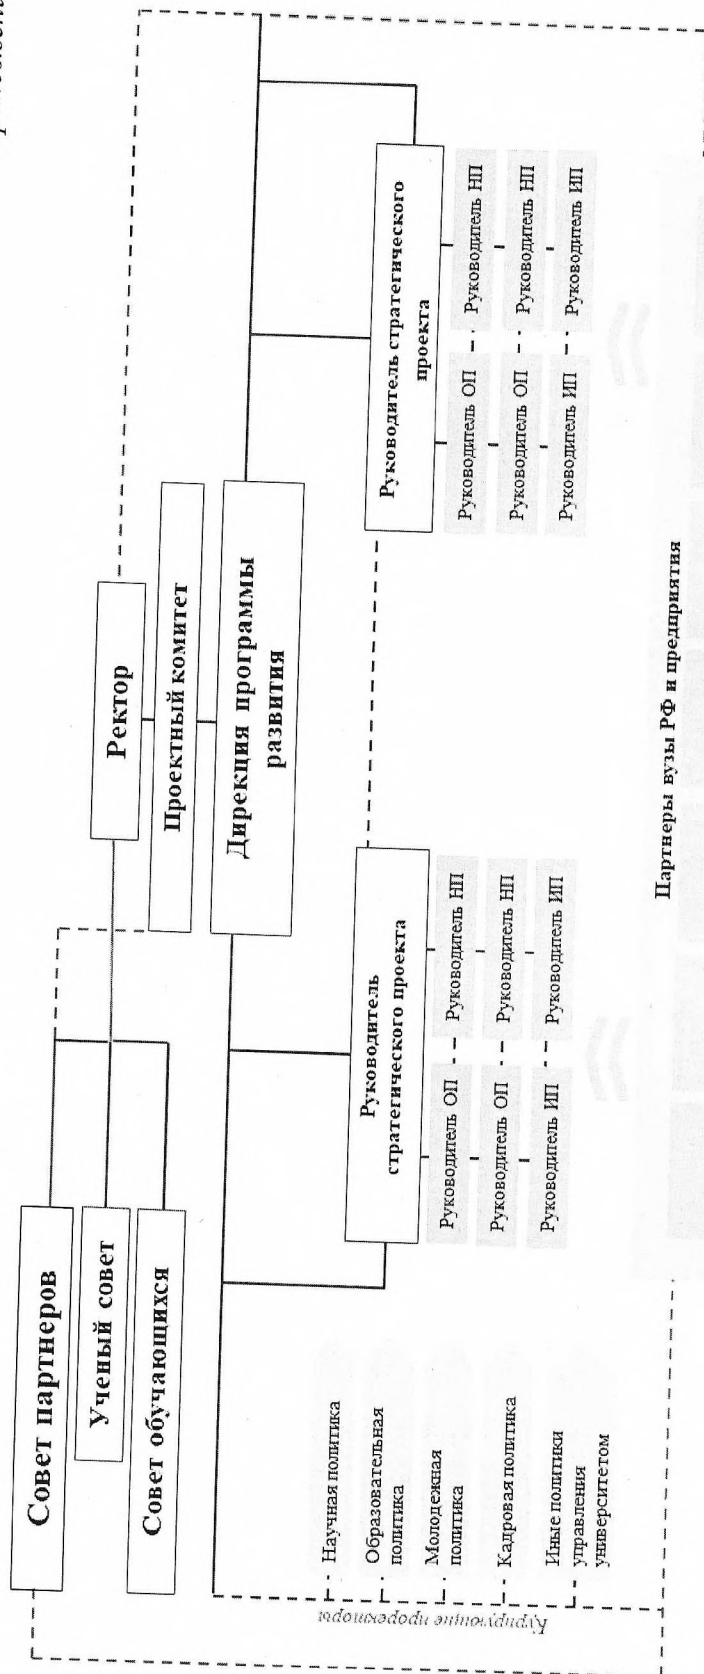 Совет партнеров
Ученый совет
Совет обучающихся
Ректор
Проектный комитет
Дирекция программы
развития
Руководитель
стратегического проекта
Руководитель стратегического
проекта
Руководитель ОП
Руководитель НП
Руководитель ОП
Руководитель НП
Руководитель ИП
Руководитель ИП
Руководитель ОП
Руководитель НП
Руководитель ОП
Руководитель НП
Руководитель ИП
Руководитель ИП
Курирующие проректоры
Научная политика
Образовательная
политика
Молодежная
политика
Кадровая политика
Иные политики
управления
университетом
Партнеры вузы РФ и предприятия